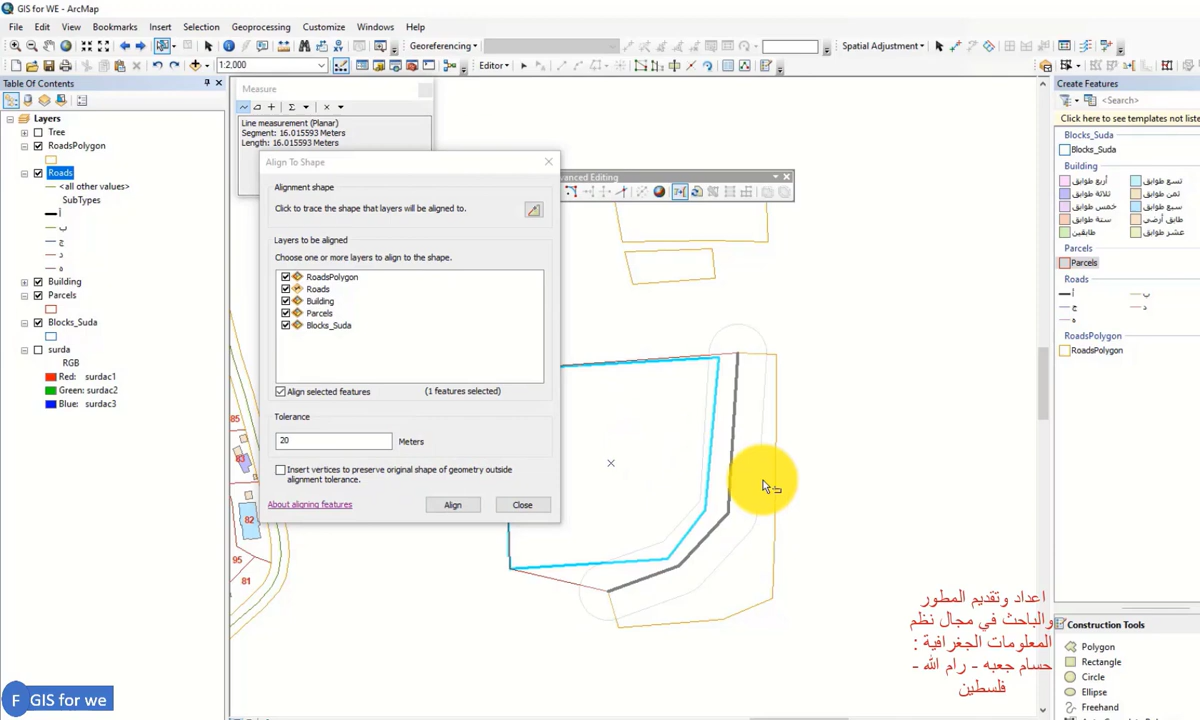 GIS for WE - ArcMap
File Edit View Bookmarks Insert Selection Geoprocessing Customize Windows Help
Georeferencing
Spatial Adjustment
1:2,000
Editor
Table Of Contents
Layers
Tree
RoadsPolygon
Roads
<all other values>
SubTypes
أ
ب
ج
د
ه
Building
Parcels
Blocks_Suda
surda
RGB
Red: surdac1
Green: surdac2
Blue: surdac3
Measure
Line measurement (Planar)
Segment: 16.015593 Meters
Length: 16.015593 Meters
Align To Shape
Alignment shape
Click to trace the shape that layers will be aligned to.
Layers to be aligned
Choose one or more layers to align to the shape.
RoadsPolygon
Roads
Building
Parcels
Blocks_Suda
Align selected features (1 features selected)
Tolerance
20 Meters
Insert vertices to preserve original shape of geometry outside
alignment tolerance.
About aligning features
Align Close
dvanced Editing
85
83
82
95
81
Create Features
<Search>
Click here to see templates not liste
Blocks_Suda
Blocks_Suda
Building
أربع طوابق تسع طوابق
ثلاثة طوابق ثمن طوابق
خمس طوابق سبع طوابق
ستة طوابق طابق أرضي
طابقين عشر طوابق
Parcels
Parcels
Roads
أ ب
ج د
ه
RoadsPolygon
RoadsPolygon
Construction Tools
Polygon
Rectangle
Circle
Ellipse
Freehand
اعداد وتقديم المطور
والباحث في مجال نظم
المعلومات الجغرافية :
حسام جعبه - رام الله -
فلسطين
F GIS for we